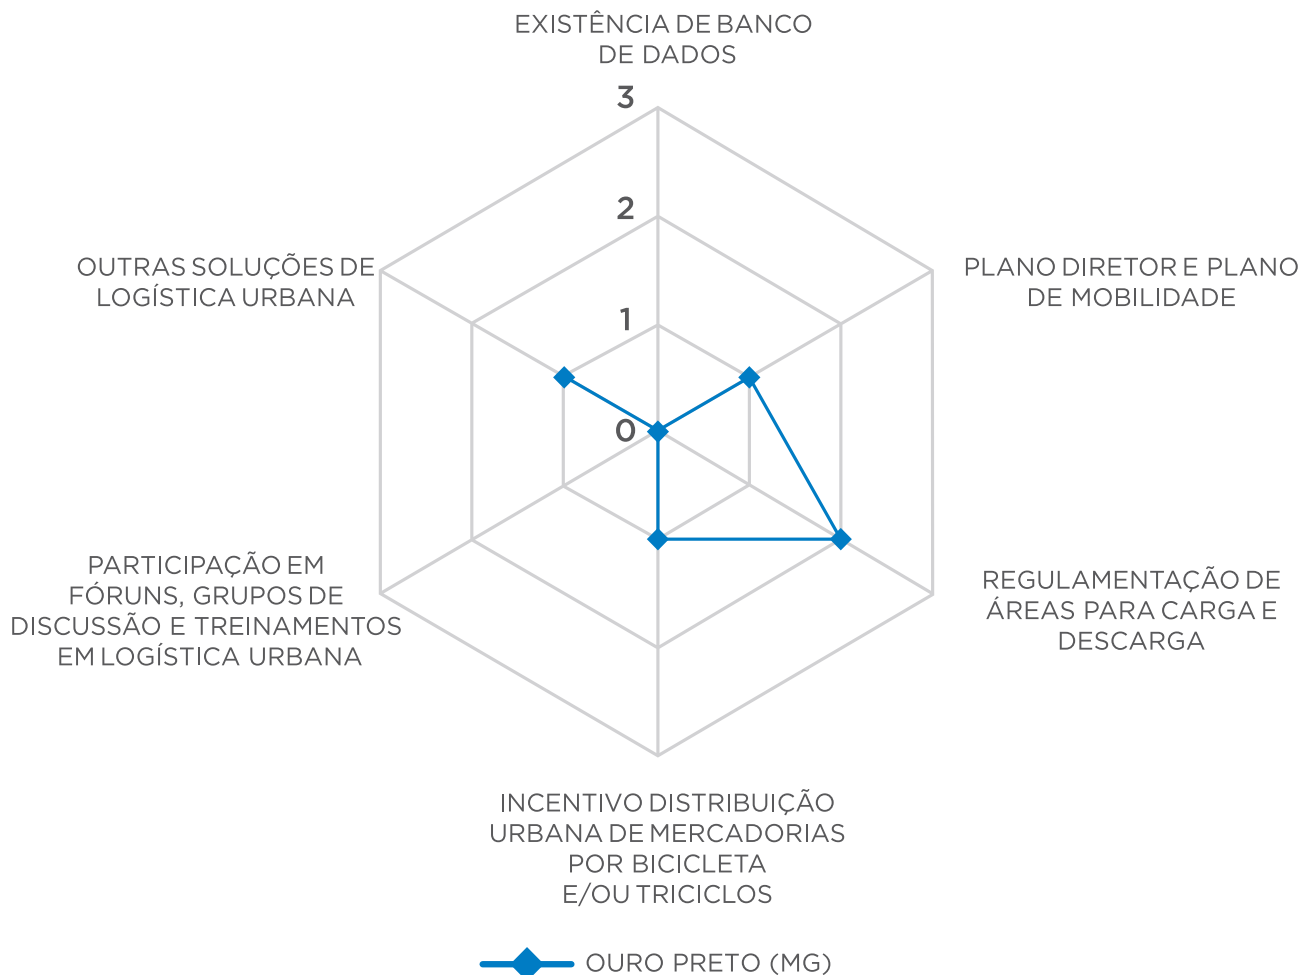 EXISTÊNCIA DE BANCO
DE DADOS
3
2
1
0
OUTRAS SOLUÇÕES DE
LOGÍSTICA URBANA
PLANO DIRETOR E PLANO
DE MOBILIDADE
PARTICIPAÇÃO EM
FÓRUNS, GRUPOS DE
DISCUSSÃO E TREINAMENTOS
EM LOGÍSTICA URBANA
REGULAMENTAÇÃO DE
ÁREAS PARA CARGA E
DESCARGA
INCENTIVO DISTRIBUIÇÃO
URBANA DE MERCADORIAS
POR BICICLETA
E/OU TRICICLOS
OURO PRETO (MG)